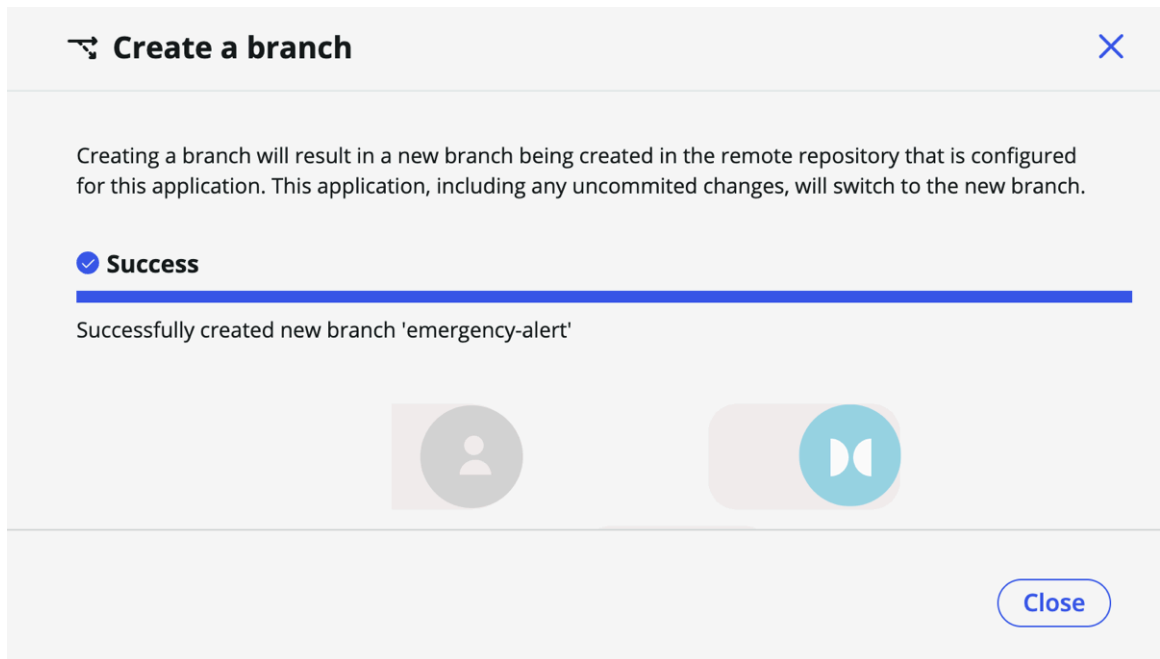 Create a branch
Creating a branch will result in a new branch being created in the remote repository that is configured
for this application. This application, including any uncommited changes, will switch to the new branch.
Success
Successfully created new branch 'emergency-alert'
Close